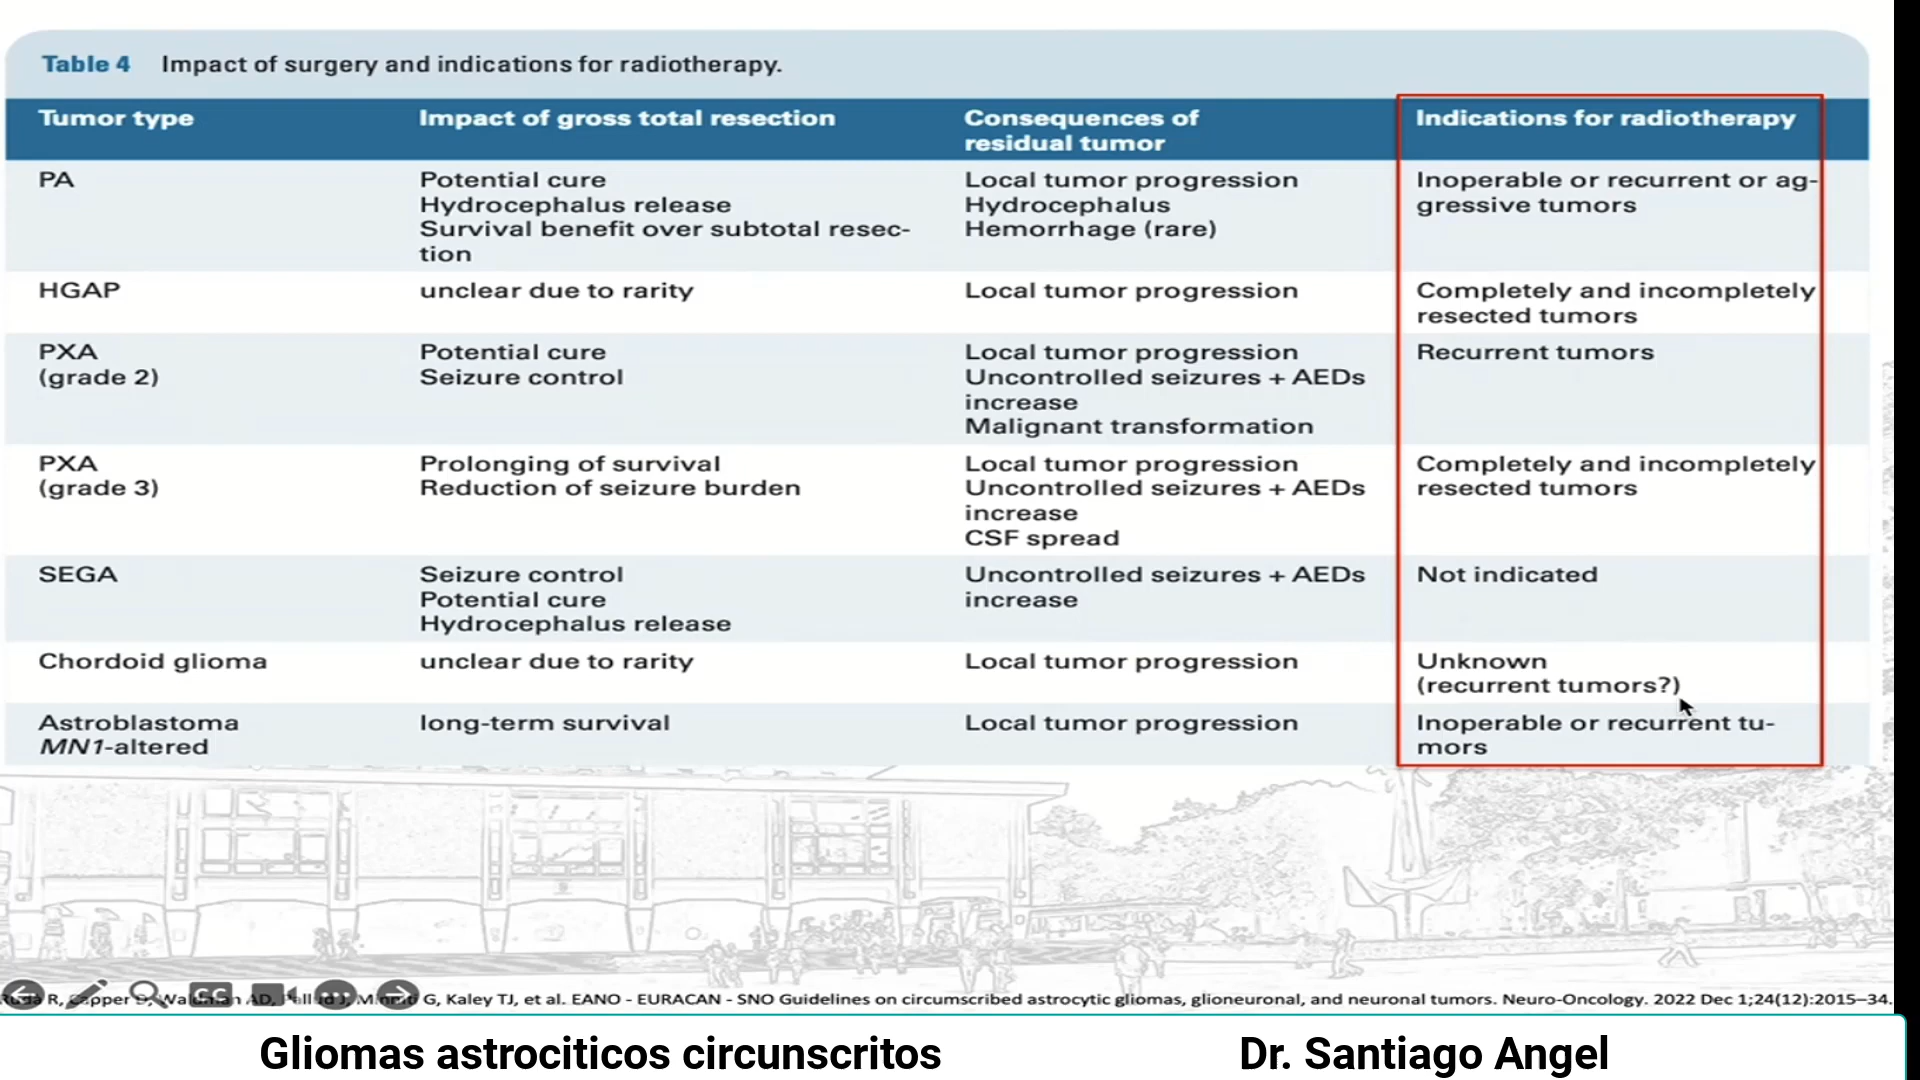 Table 4 Impact of surgery and indications for radiotherapy.
Tumor type
Impact of gross total resection
Consequences of
residual tumor
Indications for radiotherapy
PA
Potential cure
Hydrocephalus release
Survival benefit over subtotal resec-
tion
Local tumor progression
Hydrocephalus
Hemorrhage (rare)
Inoperable or recurrent or ag-
gressive tumors
HGAP
unclear due to rarity
Local tumor progression
Completely and incompletely
resected tumors
PXA
(grade 2)
Potential cure
Seizure control
Local tumor progression
Uncontrolled seizures + AEDs
increase
Malignant transformation
Recurrent tumors
PXA
(grade 3)
Prolonging of survival
Reduction of seizure burden
Local tumor progression
Uncontrolled seizures + AEDs
increase
CSF spread
Completely and incompletely
resected tumors
SEGA
Seizure control
Potential cure
Hydrocephalus release
Uncontrolled seizures + AEDs
increase
Not indicated
Chordoid glioma
unclear due to rarity
Local tumor progression
Unknown
(recurrent tumors?)
Astroblastoma
MN1-altered
long-term survival
Local tumor progression
Inoperable or recurrent tu-
mors
R, Capper D, AD, J, G, Kaley TJ, et al. EANO - EURACAN - SNO Guidelines on circumscribed astrocytic gliomas, glioneuronal, and neuronal tumors. Neuro-Oncology. 2022 Dec 1;24(12):2015–34.
CC
Gliomas astrociticos circunscritos
Dr. Santiago Angel